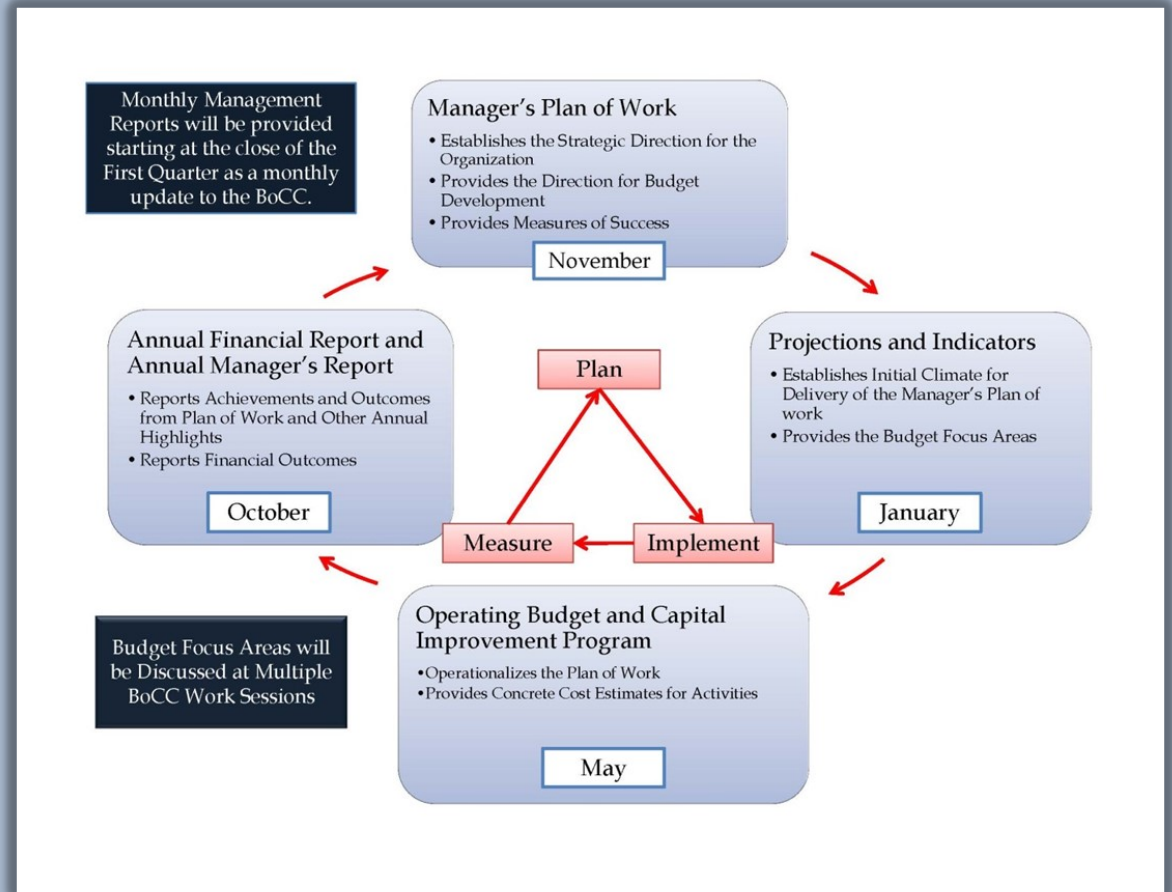 Monthly Management
Reports will be provided
starting at the close of the
First Quarter as a monthly
update to the BoCC.
Manager's Plan of Work
• Establishes the Strategic Direction for the
Organization
• Provides the Direction for Budget
Development
• Provides Measures of Success
November
Annual Financial Report and
Annual Manager's Report
• Reports Achievements and Outcomes
from Plan of Work and Other Annual
Highlights
• Reports Financial Outcomes
October
Plan
Measure
Implement
Projections and Indicators
• Establishes Initial Climate for
Delivery of the Manager's Plan of
work
• Provides the Budget Focus Areas
January
Budget Focus Areas will
be Discussed at Multiple
BoCC Work Sessions
Operating Budget and Capital
Improvement Program
•Operationalizes the Plan of Work
•Provides Concrete Cost Estimates for Activities
May